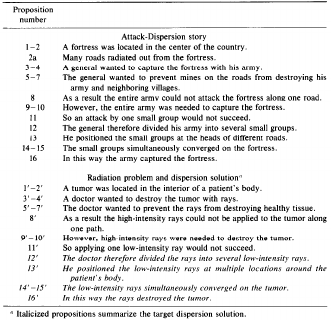 Proposition
number
Attack-Dispersion story
1–2 A fortress was located in the center of the country.
2a Many roads radiated out from the fortress.
3–4 A general wanted to capture the fortress with his army.
5–7 The general wanted to prevent mines on the roads from destroying his
army and neighboring villages.
8 As a result the entire army could not attack the fortress along one road.
9–10 However, the entire army was needed to capture the fortress.
11 So an attack by one small group would not succeed.
12 The general therefore divided his army into several small groups.
13 He positioned the small groups at the heads of different roads.
14–15 The small groups simultaneously converged on the fortress.
16 In this way the army captured the fortress.
Radiation problem and dispersion solutionª
1'–2' A tumor was located in the interior of a patient's body.
3'–4' A doctor wanted to destroy the tumor with rays.
5'–7' The doctor wanted to prevent the rays from destroying healthy tissue.
8' As a result the high-intensity rays could not be applied to the tumor along
one path.
9'–10' However, high-intensity rays were needed to destroy the tumor.
11' So applying one low-intensity ray would not succeed.
12' The doctor therefore divided the rays into several low-intensity rays.
13' He positioned the low-intensity rays at multiple locations around the
patient's body.
14'–15' The low-intensity rays simultaneously converged on the tumor.
16' In this way the rays destroyed the tumor.
ª Italicized propositions summarize the target dispersion solution.